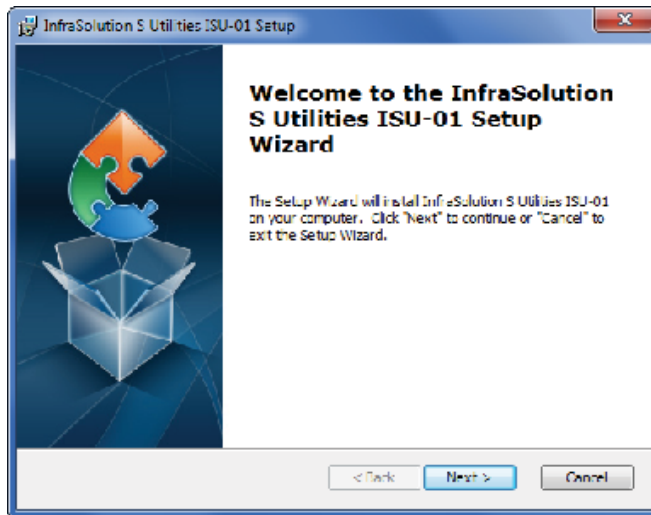 InfraSolution S Utilities ISU-01 Setup
Welcome to the InfraSolution
S Utilities ISU-01 Setup
Wizard
The Setup Wizard will install InfraSolution S Utilities ISU-01
on your computer. Click "Next" to continue or "Cancel" to
exit the Setup Wizard.
< Back Next > Cancel